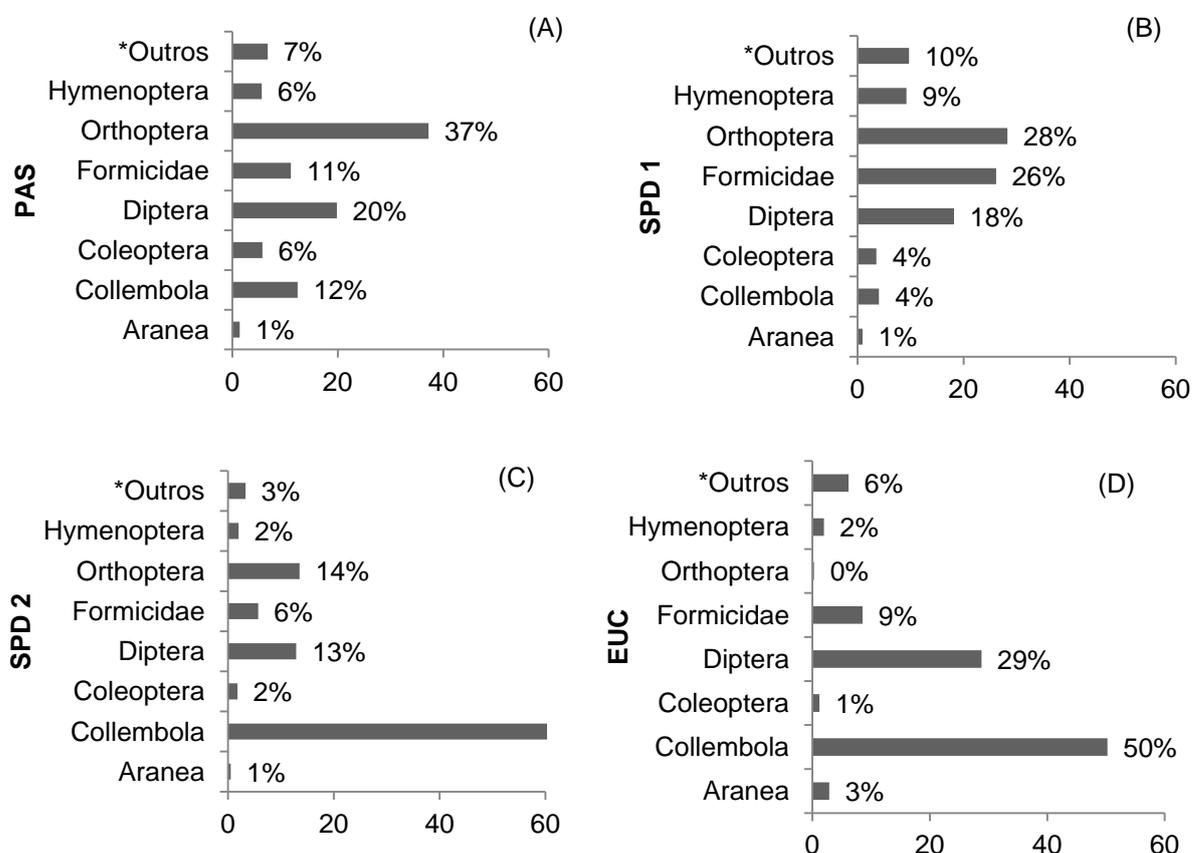 (A)
PAS
*Outros 7%
Hymenoptera 6%
Orthoptera 37%
Formicidae 11%
Diptera 20%
Coleoptera 6%
Collembola 12%
Aranea 1%
0 20 40 60
(B)
SPD 1
*Outros 10%
Hymenoptera 9%
Orthoptera 28%
Formicidae 26%
Diptera 18%
Coleoptera 4%
Collembola 4%
Aranea 1%
0 20 40 60
(C)
SPD 2
*Outros 3%
Hymenoptera 2%
Orthoptera 14%
Formicidae 6%
Diptera 13%
Coleoptera 2%
Collembola
Aranea 1%
0 20 40 60
(D)
EUC
*Outros 6%
Hymenoptera 2%
Orthoptera 0%
Formicidae 9%
Diptera 29%
Coleoptera 1%
Collembola 50%
Aranea 3%
0 20 40 60